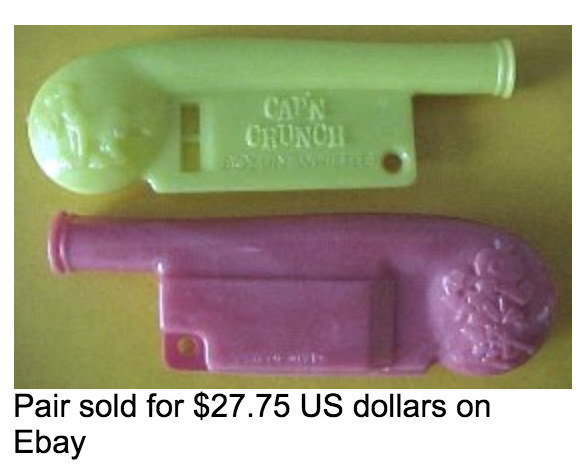 CAP'N
CRUNCH
Pair sold for $27.75 US dollars on
Ebay